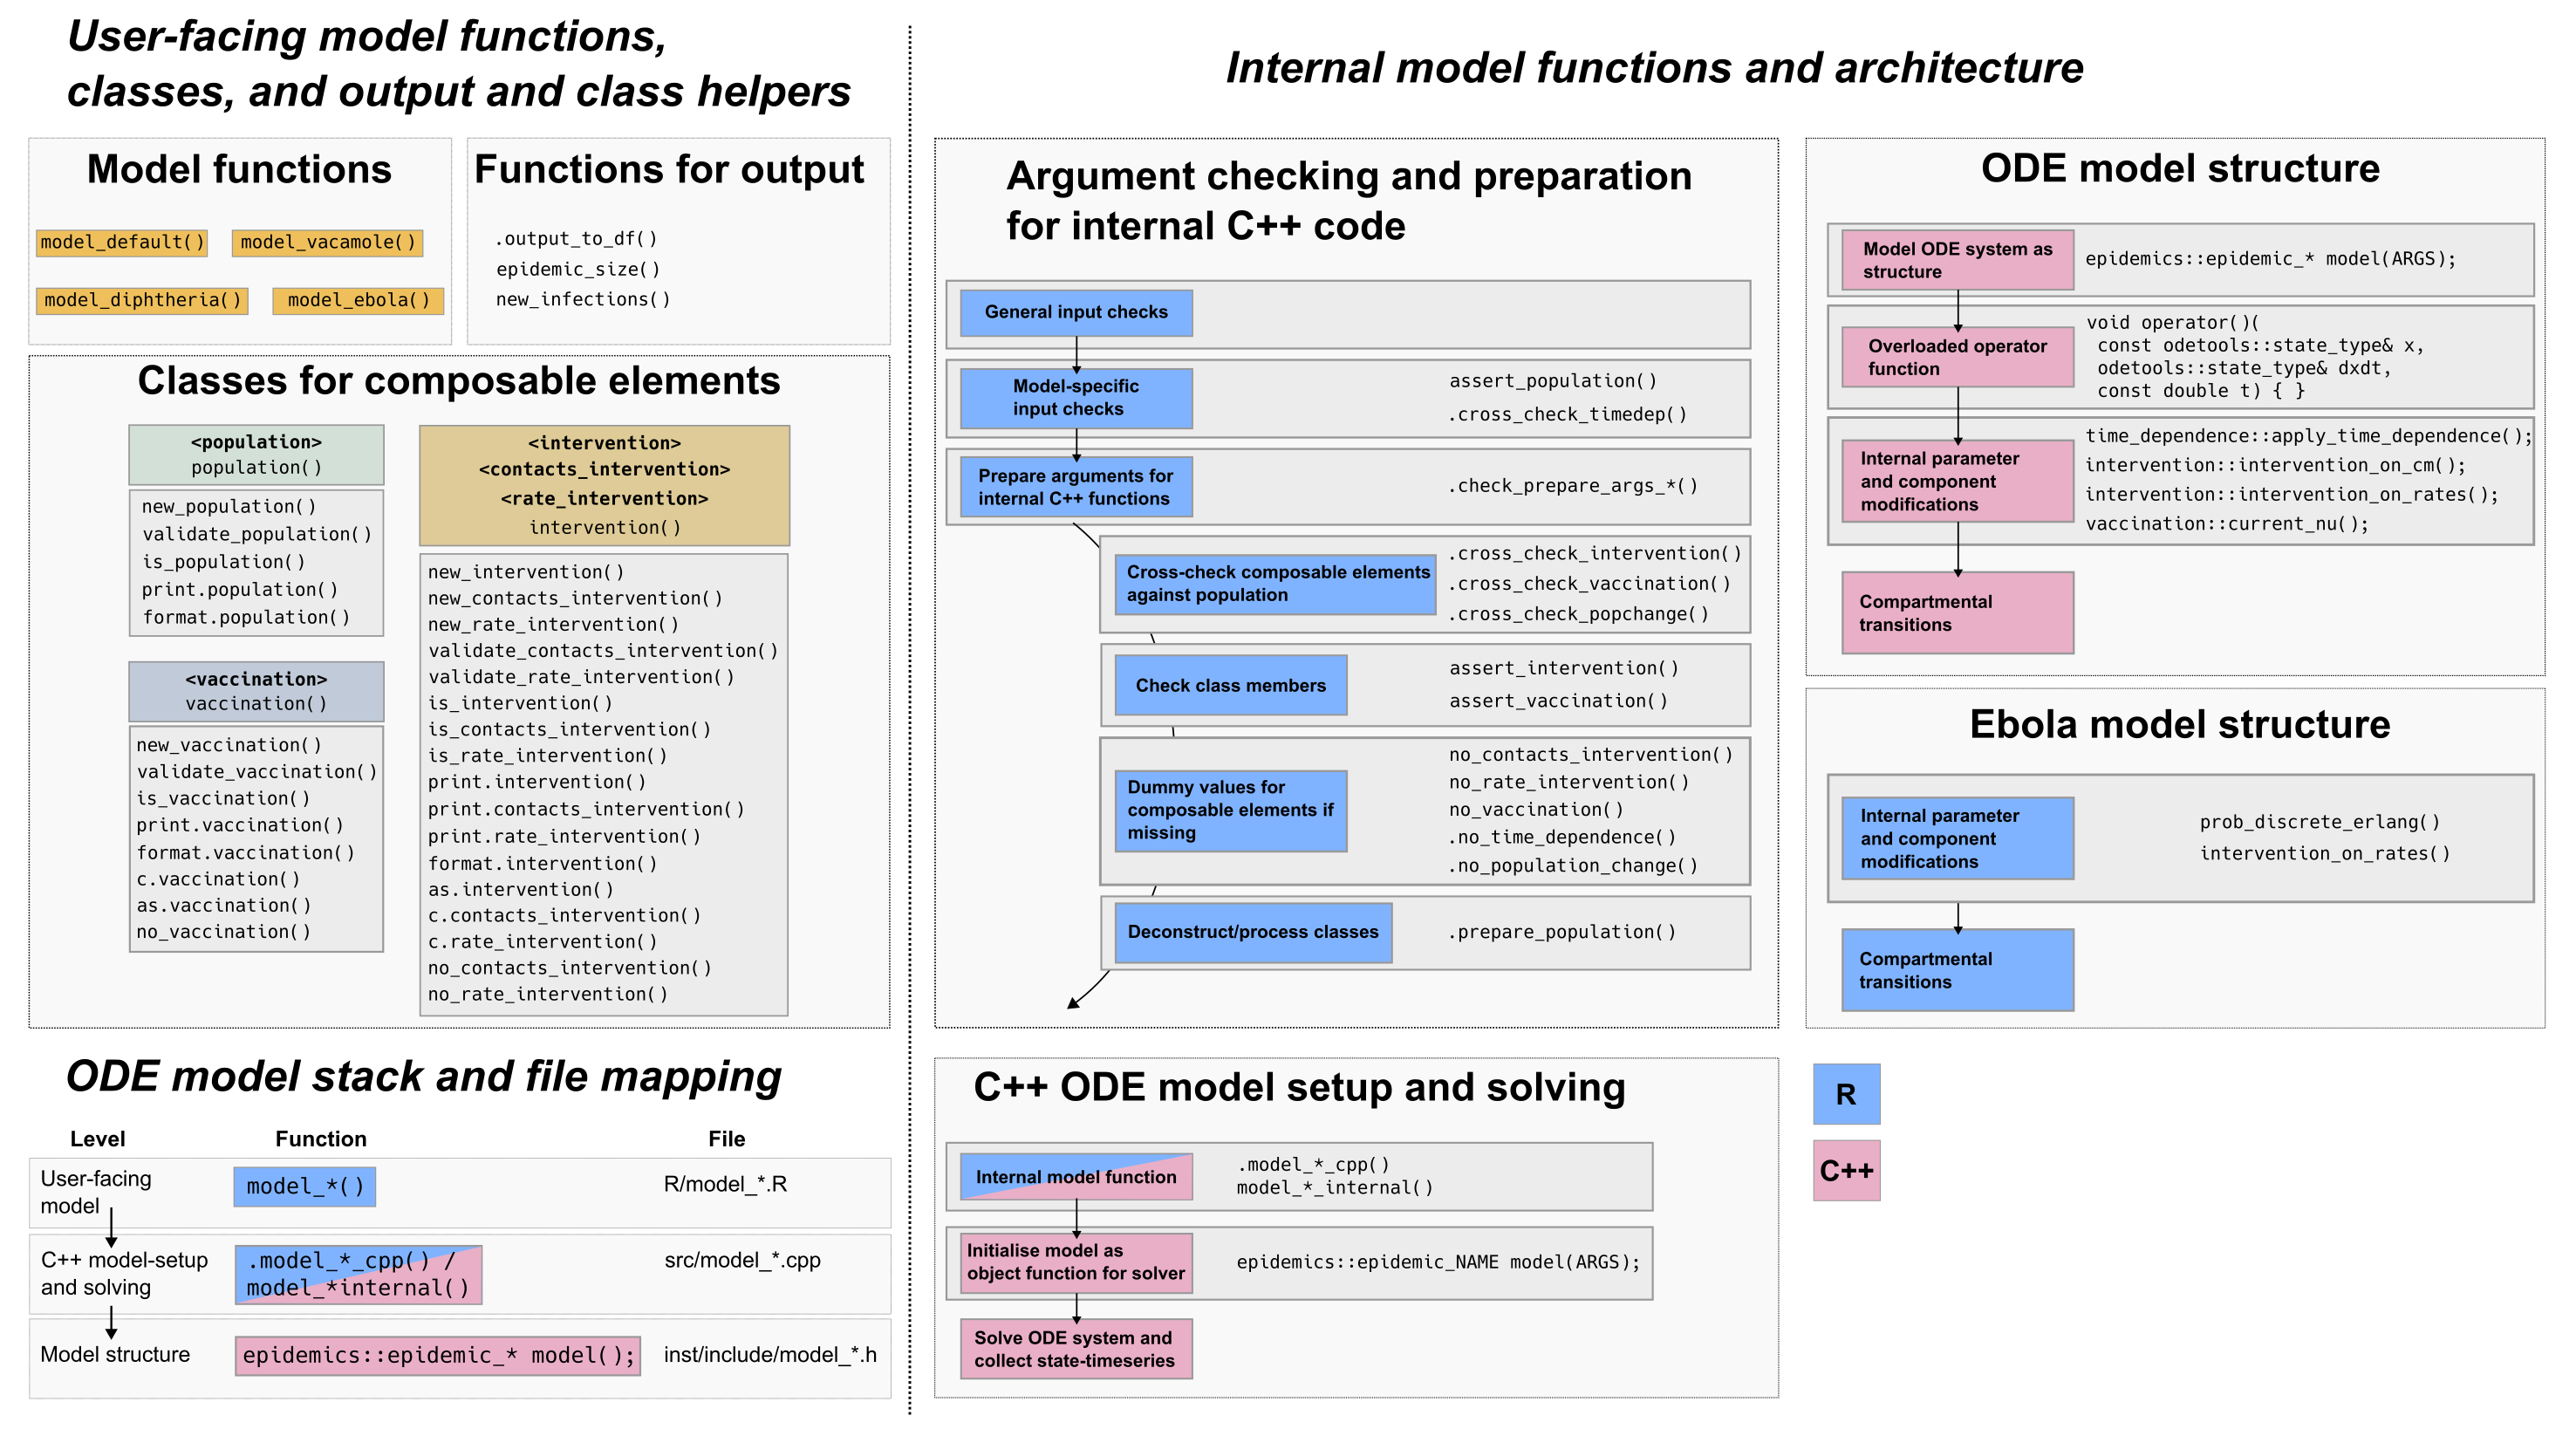 User-facing model functions,
classes, and output and class helpers
Model functions
model_default()
model_vacamole()
model_diphtheria()
model_ebola()
Functions for output
.output_to_df()
epidemic_size()
new_infections()
Classes for composable elements
<population>
population()
new_population()
validate_population()
is_population()
print.population()
format.population()
<vaccination>
vaccination()
new_vaccination()
validate_vaccination()
is_vaccination()
print.vaccination()
format.vaccination()
c.vaccination()
as.vaccination()
no_vaccination()
<intervention>
<contacts_intervention>
<rate_intervention>
intervention()
new_intervention()
new_contacts_intervention()
new_rate_intervention()
validate_contacts_intervention()
validate_rate_intervention()
is_intervention()
is_contacts_intervention()
is_rate_intervention()
print.intervention()
print.contacts_intervention()
print.rate_intervention()
format.intervention()
as.intervention()
c.contacts_intervention()
c.rate_intervention()
no_contacts_intervention()
no_rate_intervention()
ODE model stack and file mapping
Level Function File
User-facing
model
model_*()
R/model_*.R
C++ model-setup
and solving
.model_*_cpp() /
model_*internal()
src/model_*.cpp
Model structure
epidemics::epidemic_* model();
inst/include/model_*.h
Internal model functions and architecture
Argument checking and preparation
for internal C++ code
General input checks
Model-specific
input checks
assert_population()
.cross_check_timedep()
Prepare arguments for
internal C++ functions
.check_prepare_args_*()
Cross-check composable elements
against population
.cross_check_intervention()
.cross_check_vaccination()
.cross_check_popchange()
Check class members
assert_intervention()
assert_vaccination()
Dummy values for
composable elements if
missing
no_contacts_intervention()
no_rate_intervention()
no_vaccination()
.no_time_dependence()
.no_population_change()
Deconstruct/process classes
.prepare_population()
C++ ODE model setup and solving
Internal model function
.model_*_cpp()
model_*_internal()
Initialise model as
object function for solver
epidemics::epidemic_NAME model(ARGS);
Solve ODE system and
collect state-timeseries
ODE model structure
Model ODE system as
structure
epidemics::epidemic_* model(ARGS);
Overloaded operator
function
void operator()(
const odetools::state_type& x,
odetools::state_type& dxdt,
const double t) { }
Internal parameter
and component
modifications
time_dependence::apply_time_dependence();
intervention::intervention_on_cm();
intervention::intervention_on_rates();
vaccination::current_nu();
Compartmental
transitions
Ebola model structure
Internal parameter
and component
modifications
prob_discrete_erlang()
intervention_on_rates()
Compartmental
transitions
R
C++